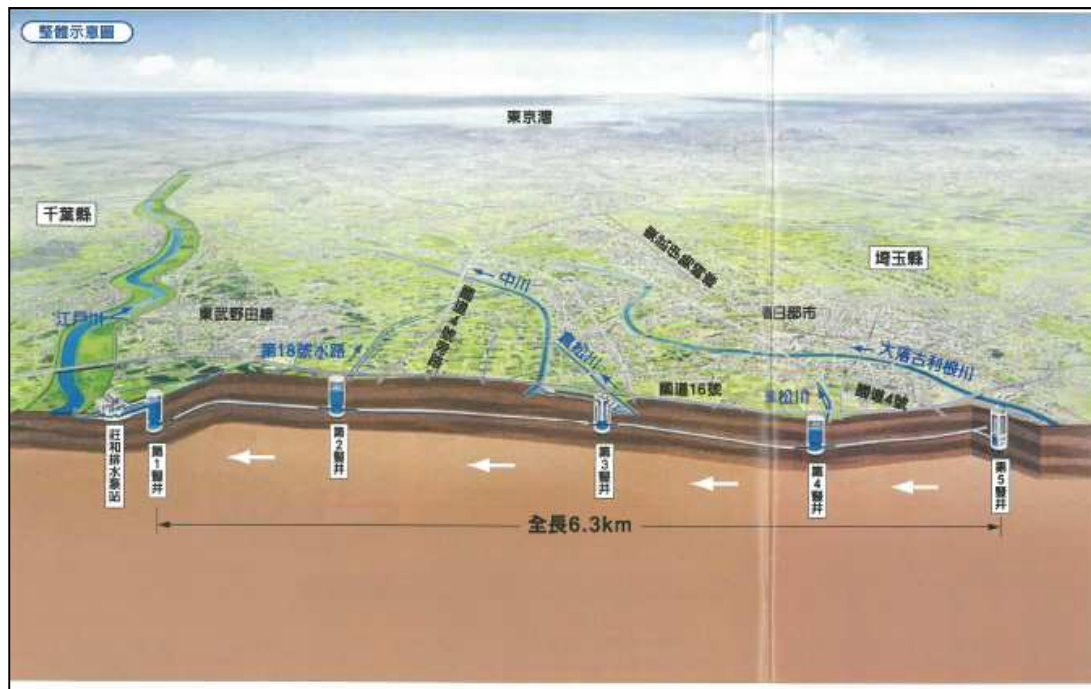 整體示意圖
東京灣
千葉縣
埼玉縣
中川
江戸川
東武野田線
春日部市
第18號水路
倉松川
大落古利根川
國道16號
國道4號
莊和排水泵站
第1豎井
第2豎井
第3豎井
第4豎井
第5豎井
全長6.3km